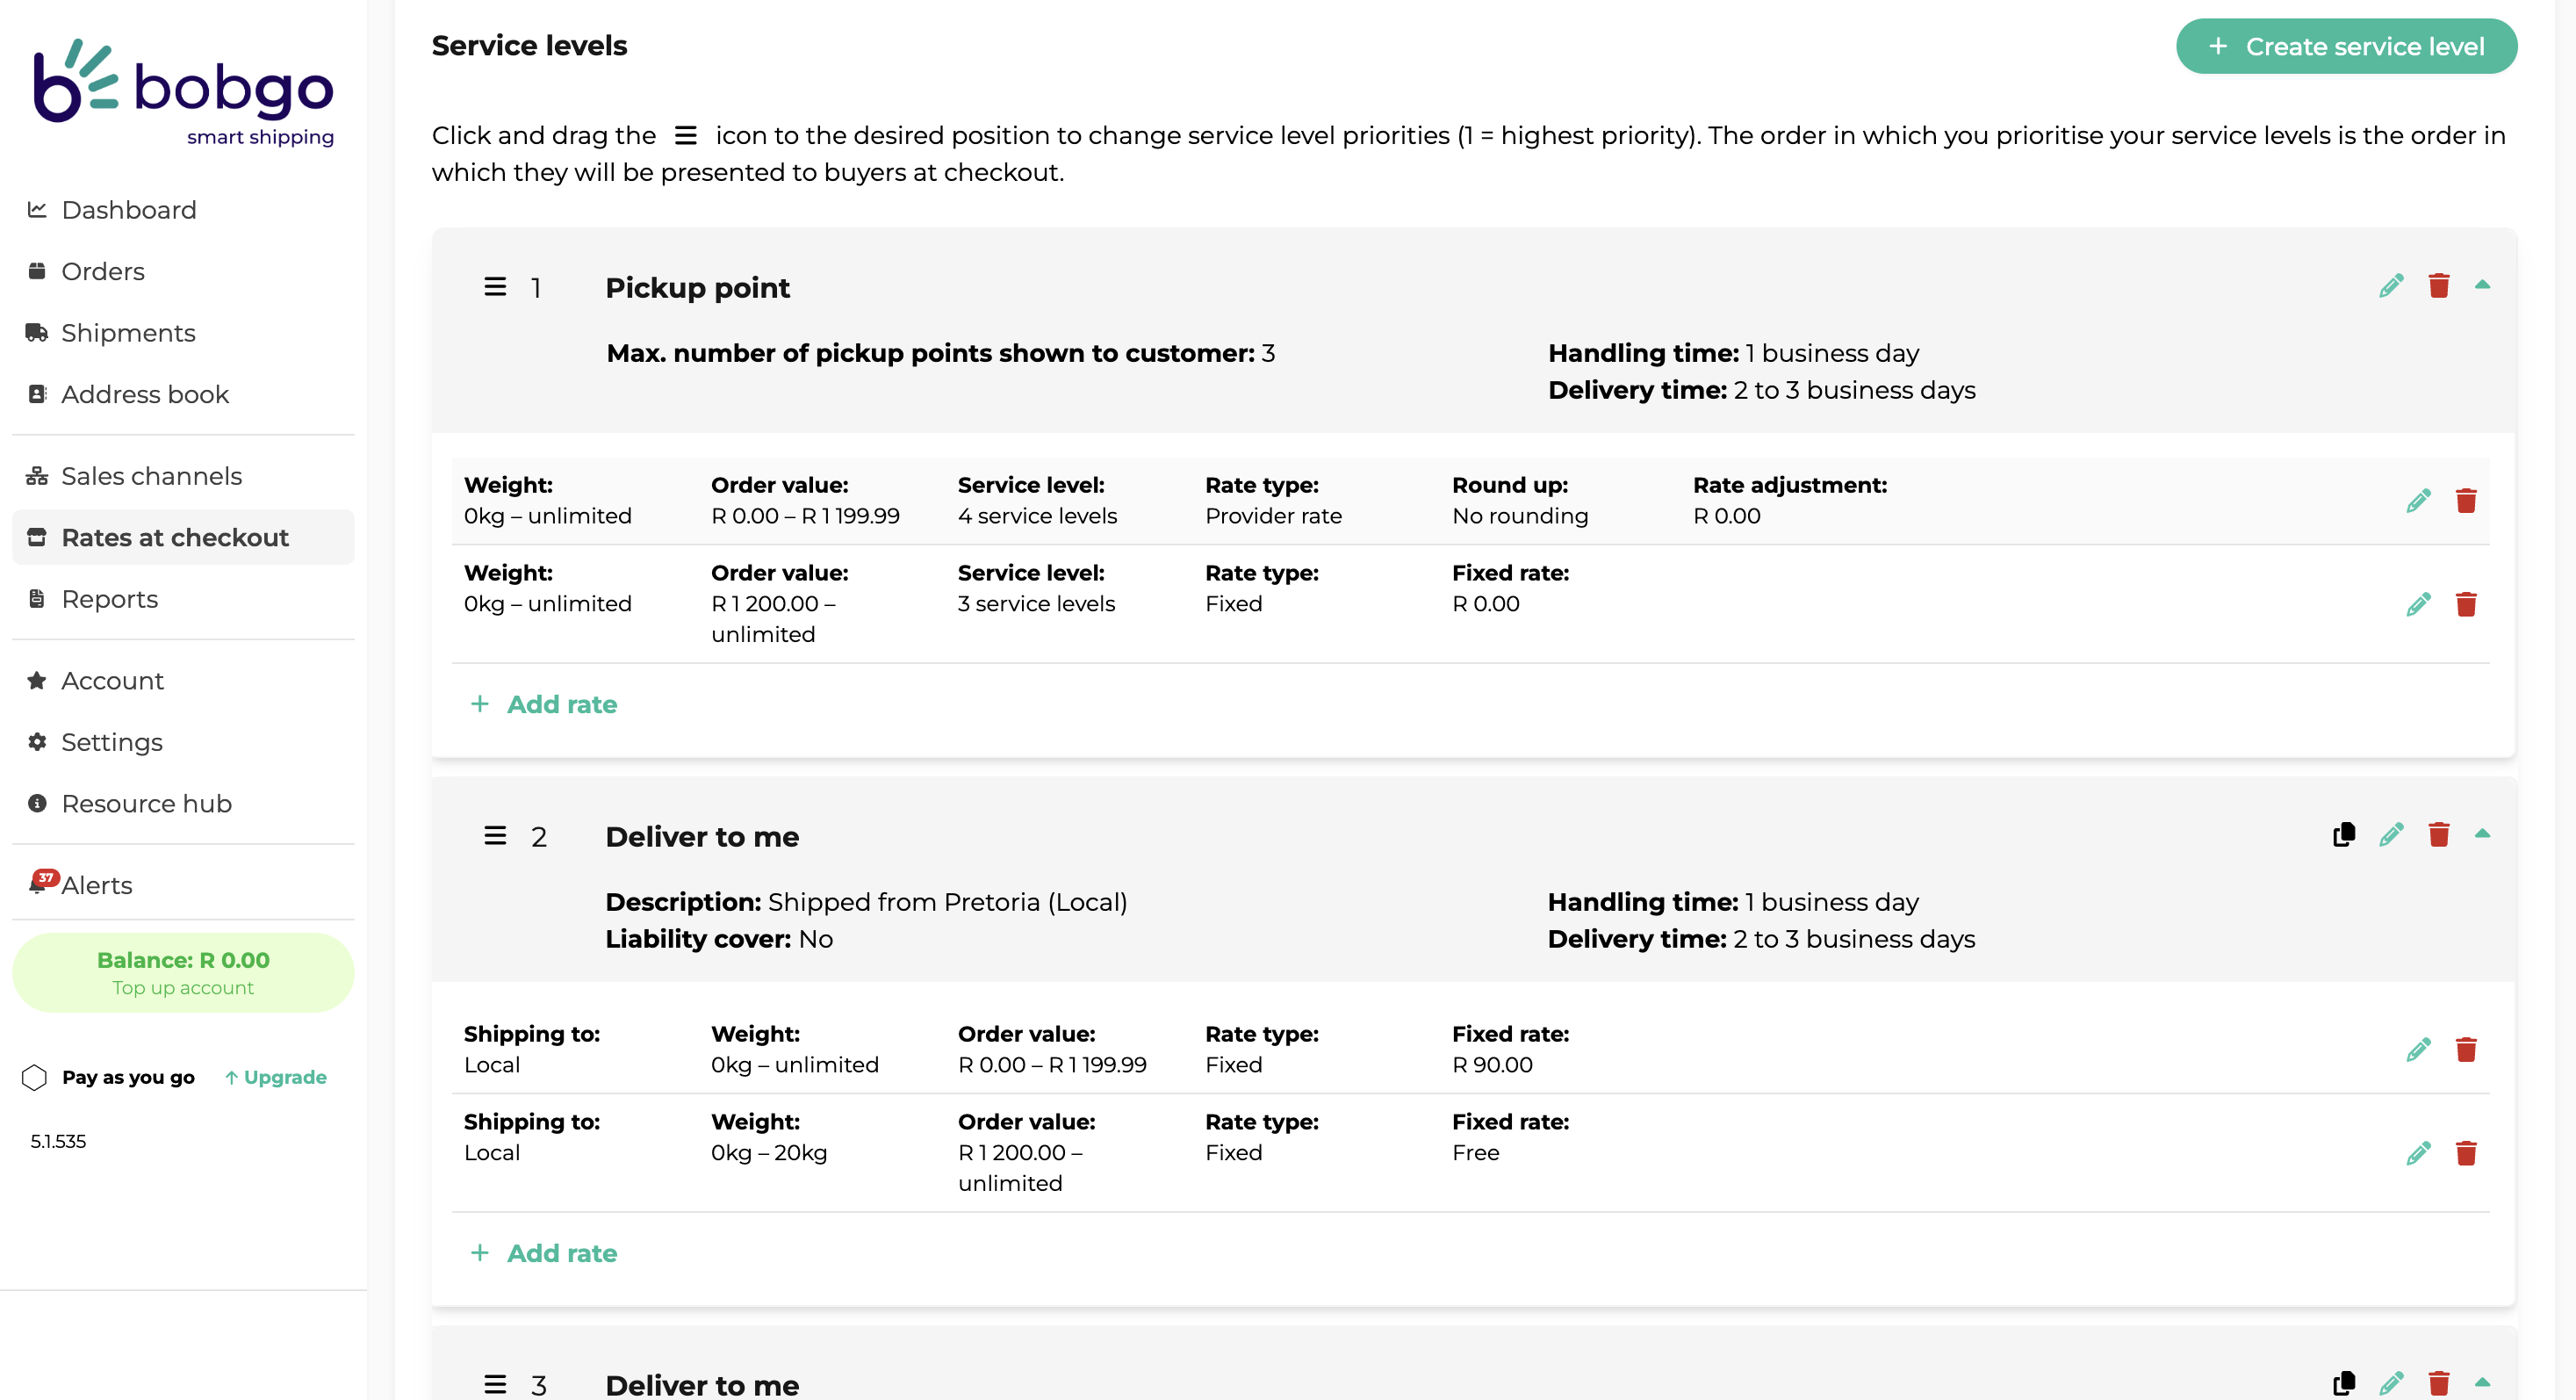 bobgo
smart shipping
Dashboard
Orders
Shipments
Address book
Sales channels
Rates at checkout
Reports
Account
Settings
Resource hub
37
Alerts
Balance: R 0.00
Top up account
Pay as you go
Upgrade
5.1.535
Service levels
+ Create service level
Click and drag the ☰ icon to the desired position to change service level priorities (1 = highest priority). The order in which you prioritise your service levels is the order in
which they will be presented to buyers at checkout.
1 Pickup point
Max. number of pickup points shown to customer: 3
Handling time: 1 business day
Delivery time: 2 to 3 business days
Weight: Order value: Service level: Rate type: Round up: Rate adjustment:
0kg – unlimited R 0.00 – R 1 199.99 4 service levels Provider rate No rounding R 0.00
Weight: Order value: Service level: Rate type: Fixed rate:
0kg – unlimited R 1 200.00 – 3 service levels Fixed R 0.00
unlimited
+ Add rate
2 Deliver to me
Description: Shipped from Pretoria (Local) Handling time: 1 business day
Liability cover: No Delivery time: 2 to 3 business days
Shipping to: Weight: Order value: Rate type: Fixed rate:
Local 0kg – unlimited R 0.00 – R 1 199.99 Fixed R 90.00
Shipping to: Weight: Order value: Rate type: Fixed rate:
Local 0kg – 20kg R 1 200.00 – Fixed Free
unlimited
+ Add rate
3 Deliver to me